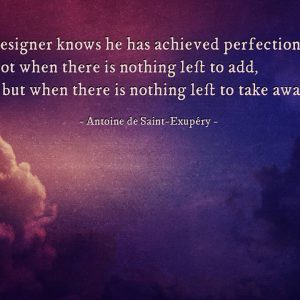 esigner knows he has achieved perfection
ot when there is nothing left to add,
but when there is nothing left to take awa
- Antoine de Saint-Exupéry -